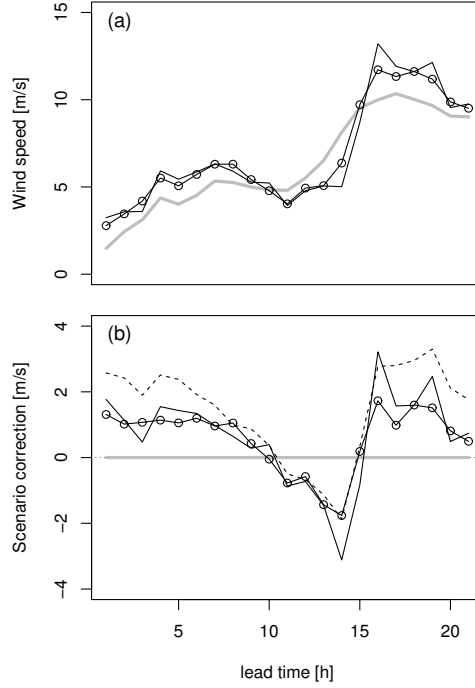 (a)
Wind speed [m/s]
15
10
5
0
(b)
Scenario correction [m/s]
4
2
0
−2
−4
5 10 15 20
lead time [h]